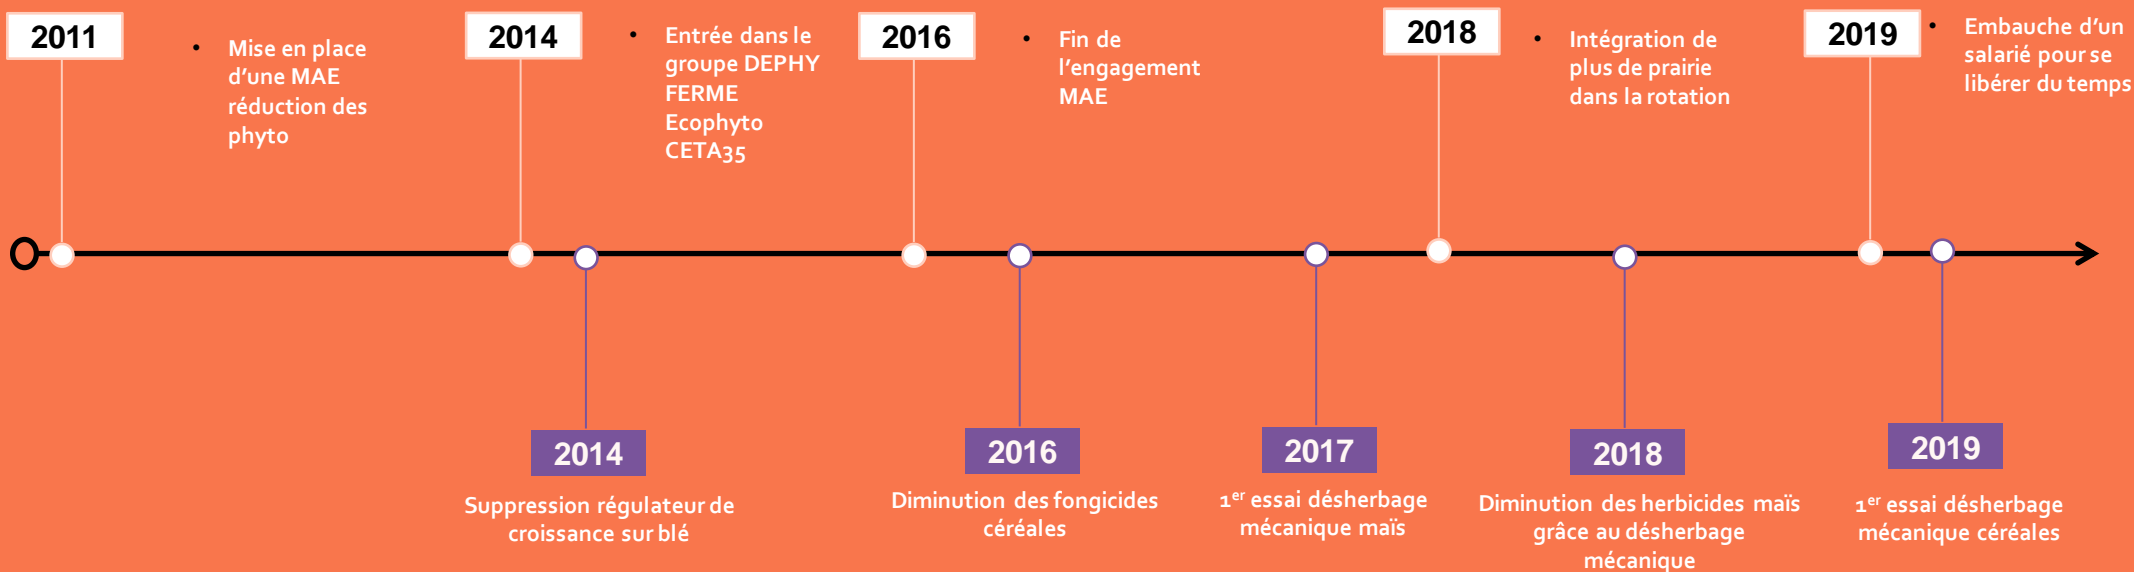 2011
• Mise en place
d’une MAE
réduction des
phyto
2014
• Entrée dans le
groupe DEPHY
FERME
Ecophyto
CETA35
2016
• Fin de
l’engagement
MAE
2018
• Intégration de
plus de prairie
dans la rotation
2019
• Embauche d’un
salarié pour se
libérer du temps
2014
Suppression régulateur de
croissance sur blé
2016
Diminution des fongicides
céréales
2017
1er essai désherbage
mécanique maïs
2018
Diminution des herbicides maïs
grâce au désherbage
mécanique
2019
1er essai désherbage
mécanique céréales